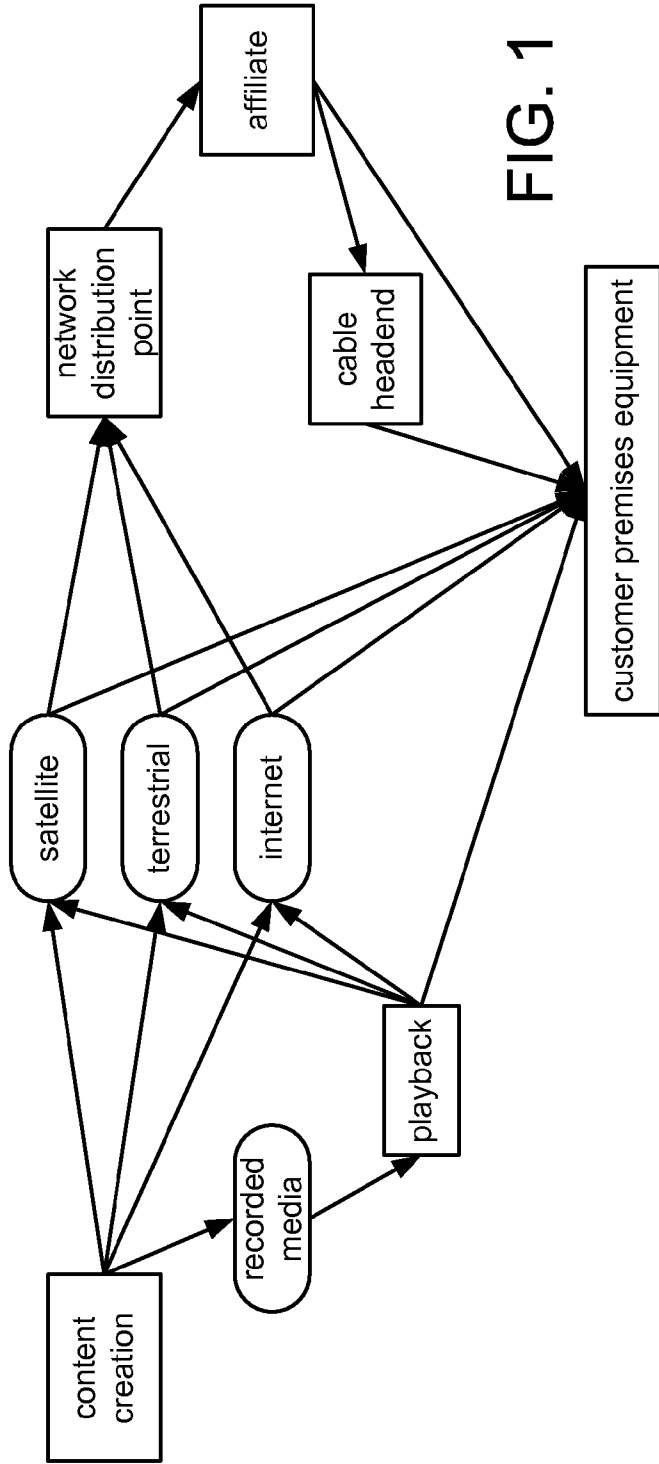 content
creation
recorded
media
playback
satellite
terrestrial
internet
network
distribution
point
affiliate
cable
headend
customer premises equipment
FIG. 1